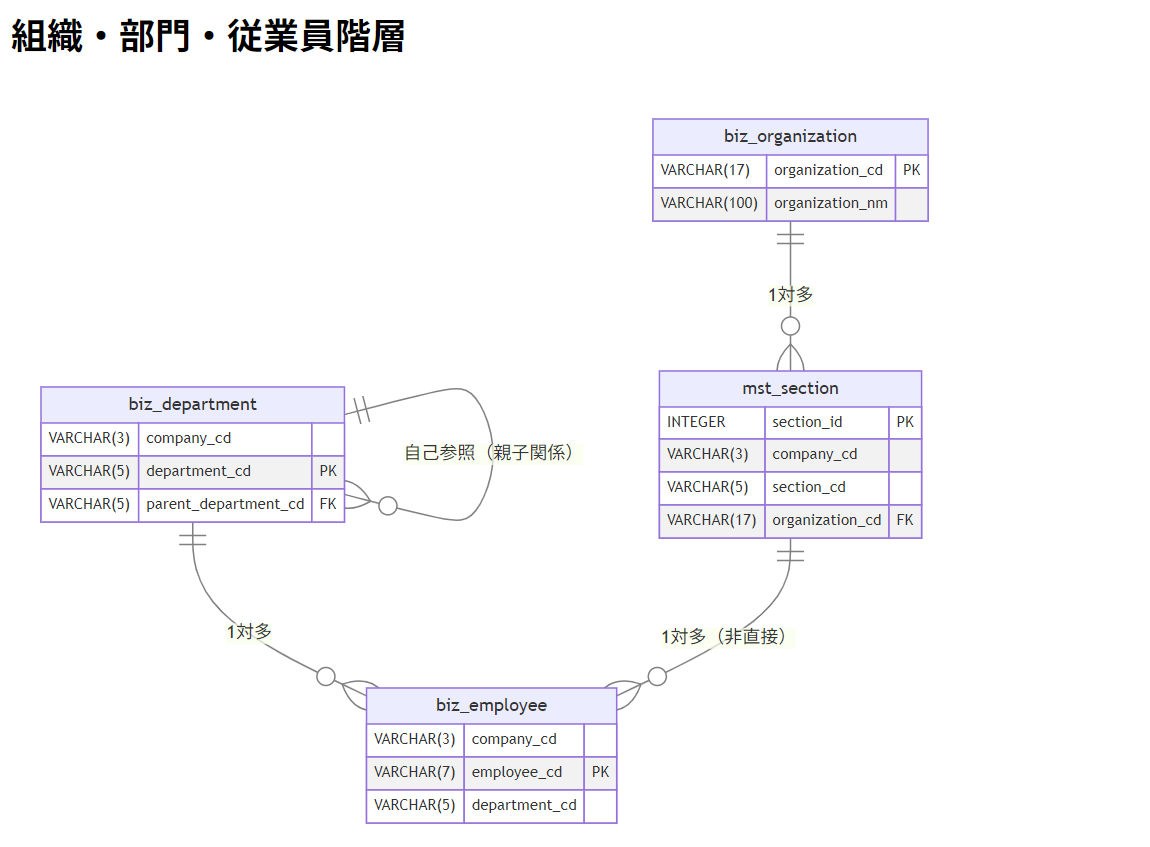 組織・部門・従業員階層
biz_organization
VARCHAR(17) organization_cd PK
VARCHAR(100) organization_nm
1対多
mst_section
INTEGER section_id PK
VARCHAR(3) company_cd
VARCHAR(5) section_cd
VARCHAR(17) organization_cd FK
biz_department
VARCHAR(3) company_cd
VARCHAR(5) department_cd PK
VARCHAR(5) parent_department_cd FK
自己参照（親子関係）
1対多
1対多（非直接）
biz_employee
VARCHAR(3) company_cd
VARCHAR(7) employee_cd PK
VARCHAR(5) department_cd